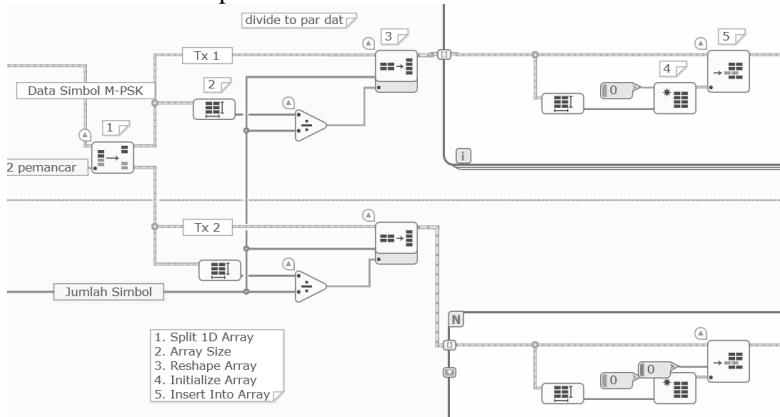 divide to par dat
3
5
Tx 1
4
2
Data Simbol M-PSK
0
1
i
2 pemancar
Tx 2
Jumlah Simbol
N
1. Split 1D Array
2. Array Size
3. Reshape Array
4. Initialize Array
5. Insert Into Array
0
0